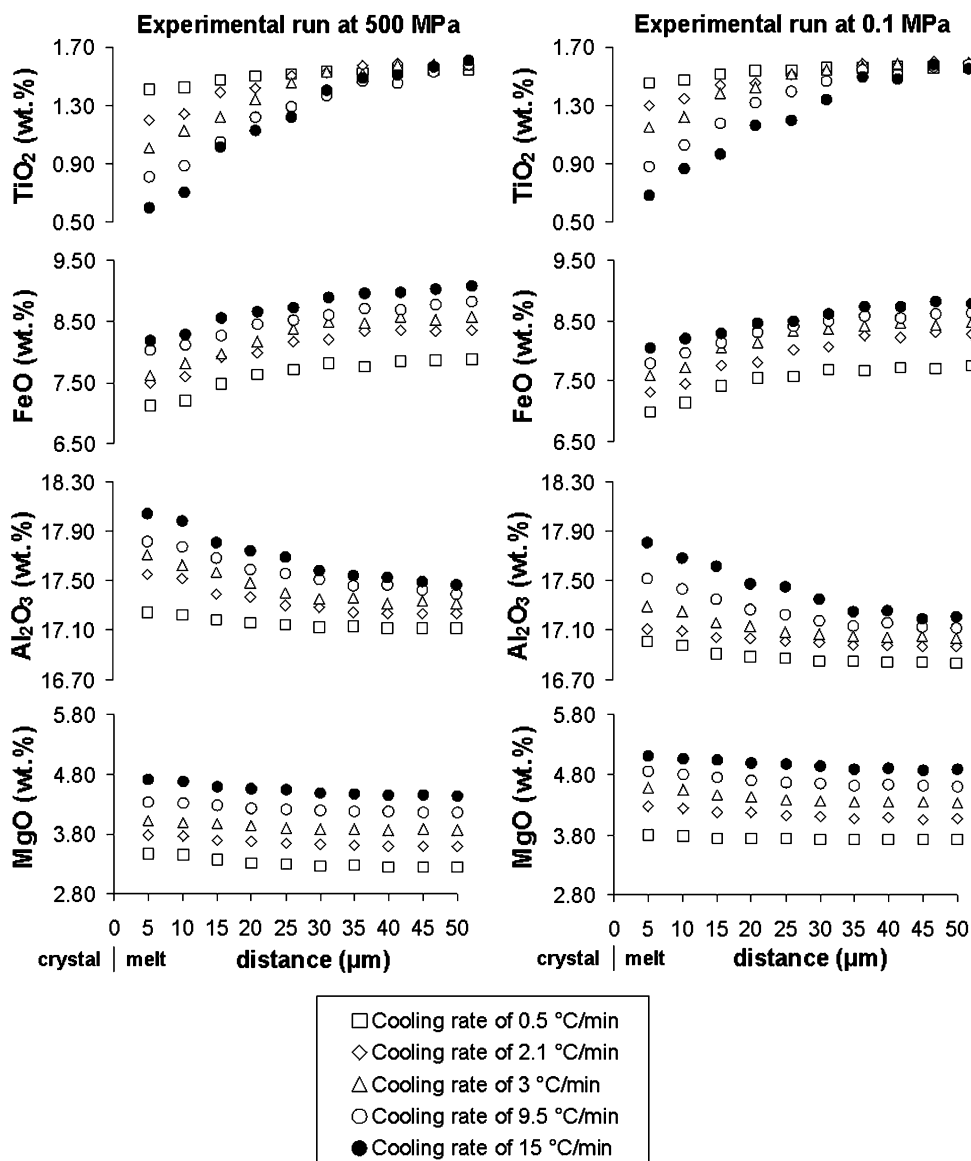 Experimental run at 500 MPa
Experimental run at 0.1 MPa
TiO₂ (wt.%)
1.70
1.30
0.90
0.50
TiO₂ (wt.%)
1.70
1.30
0.90
0.50
FeO (wt.%)
9.50
8.50
7.50
6.50
FeO (wt.%)
9.50
8.50
7.50
6.50
Al₂O₃ (wt.%)
18.30
17.90
17.50
17.10
16.70
Al₂O₃ (wt.%)
18.30
17.90
17.50
17.10
16.70
MgO (wt.%)
5.80
4.80
3.80
2.80
MgO (wt.%)
5.80
4.80
3.80
2.80
0 5 10 15 20 25 30 35 40 45 50
0 5 10 15 20 25 30 35 40 45 50
crystal | melt distance (µm)
crystal | melt distance (µm)
Cooling rate of 0.5 °C/min
Cooling rate of 2.1 °C/min
Cooling rate of 3 °C/min
Cooling rate of 9.5 °C/min
Cooling rate of 15 °C/min